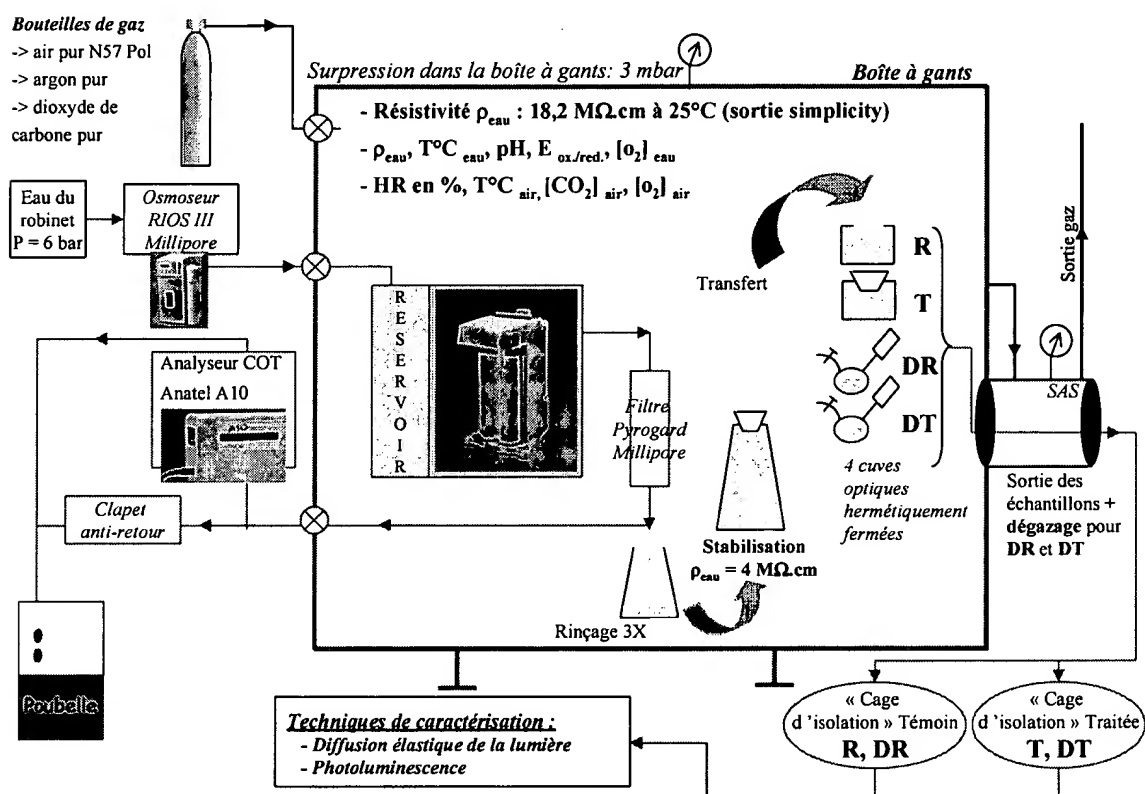 Bouteilles de gaz
-> air pur N57 Pol
-> argon pur
-> dioxyde de
carbone pur
Surpression dans la boîte à gants: 3 mbar
Boîte à gants
- Résistivité ρeau : 18,2 MΩ.cm à 25°C (sortie simplicity)
- ρeau, T°C eau, pH, E ox./red., [o2] eau
- HR en %, T°C air, [CO2] air, [o2] air
Eau du
robinet
P = 6 bar
Osmoseur
RIOS III
Millipore
Transfert
R
T
DR
DT
Sortie gaz
SAS
RESERVOIR
Analyseur COT
Anatel A10
A10
Filtre
Pyrogard
Millipore
4 cuves
optiques
hermétiquement
fermées
Sortie des
échantillons +
dégazage pour
DR et DT
Clapet
anti-retour
Stabilisation
ρeau = 4 MΩ.cm
Rinçage 3X
Poubelle
Techniques de caractérisation :
- Diffusion élastique de la lumière
- Photoluminescence
« Cage
d 'isolation » Témoin
R, DR
« Cage
d 'isolation » Traitée
T, DT